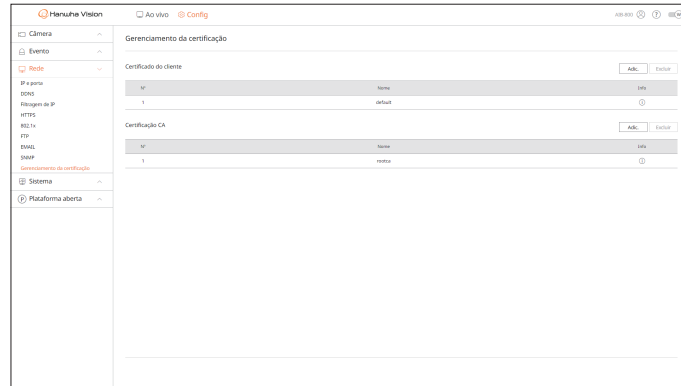 Hanwha Vision
Ao vivo
Config
AIB-800
Câmera
Evento
Rede
IP e porta
DDNS
Filtragem de IP
HTTPS
802.1x
FTP
EMAIL
SNMP
Gerenciamento da certificação
Sistema
Plataforma aberta
Gerenciamento da certificação
Certificado do cliente
Adic. Excluir
Nº Nome Info
1 default
Certificação CA
Adic. Excluir
Nº Nome Info
1 rootca